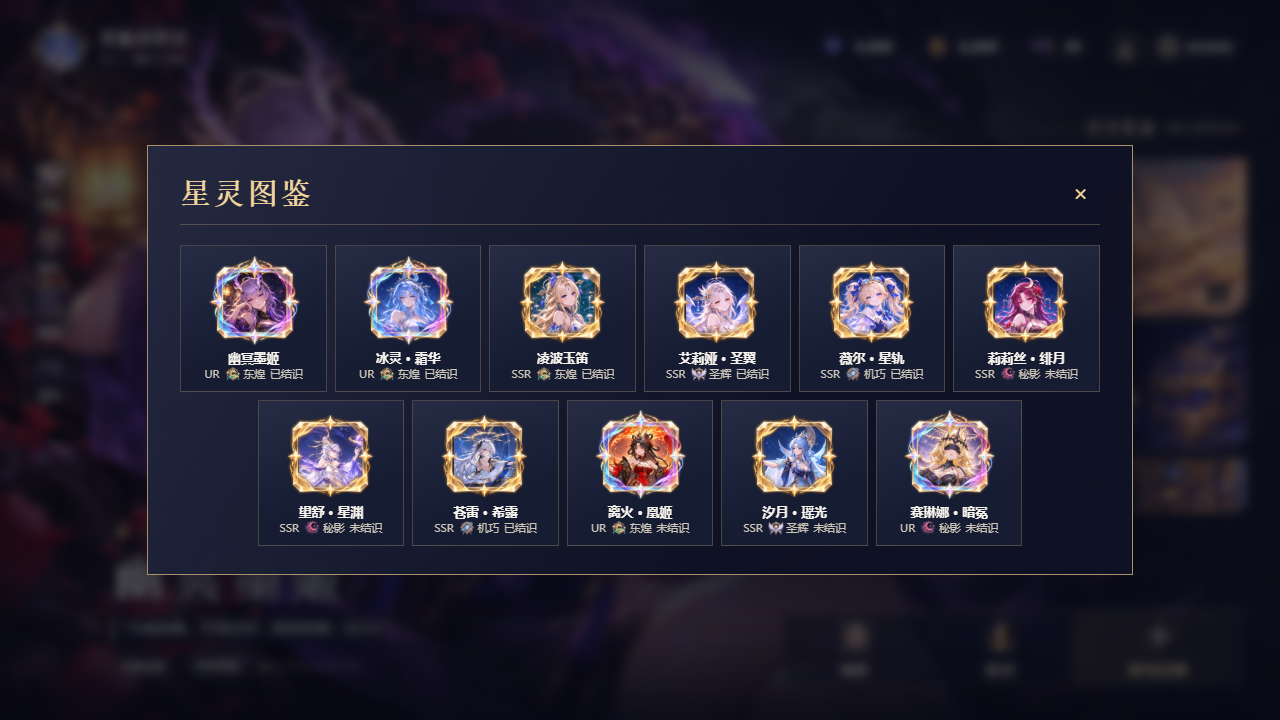 星灵图鉴
×
幽冥墨姬
UR 东煌 已结识
冰灵•霜华
UR 东煌 已结识
凌波玉笛
SSR 东煌 已结识
艾莉娅•圣翼
SSR 圣辉 已结识
薇尔•星轨
SSR 机巧 已结识
莉莉丝•绯月
SSR 秘影 未结识
望舒•星渊
SSR 秘影 未结识
苍雷•希露
SSR 机巧 已结识
离火•凰姬
UR 东煌 未结识
汐月•瑶光
SSR 圣辉 未结识
赛琳娜•暗冕
UR 秘影 未结识